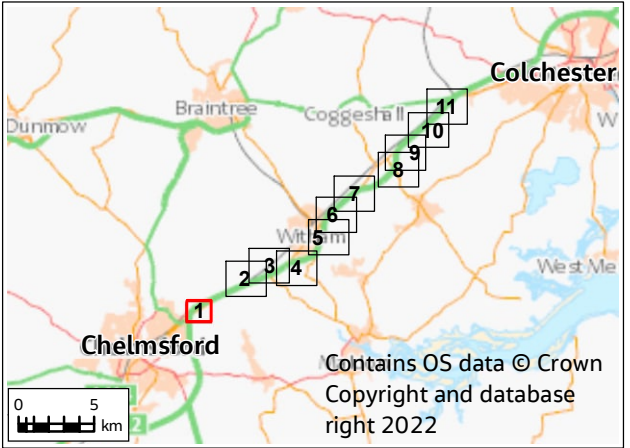 Colchester
11
Braintree
Coggeshall
Dunmow
10
W
9
8
7
6
Witham
5
3
4
2
West Me
1
Chelmsford
M
Contains OS data © Crown
Copyright and database
right 2022
0 5
km
2